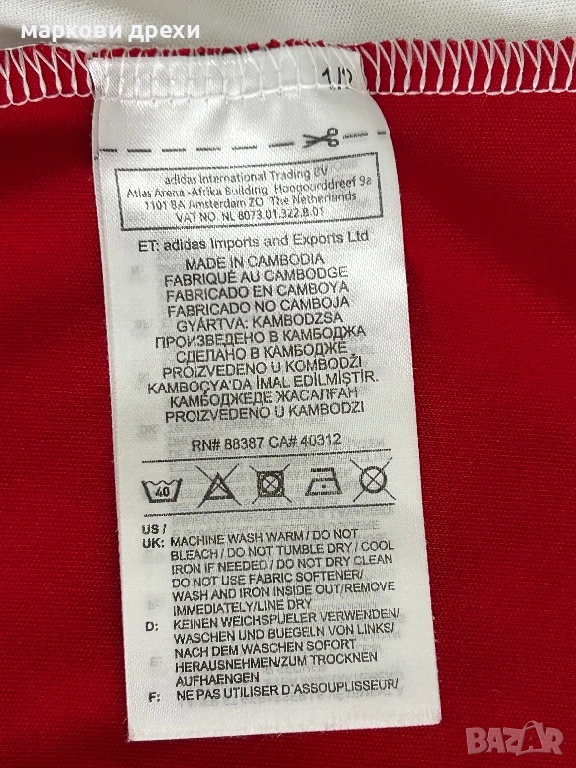 маркови дрехи
1/2
adidas International Trading BV
Atlas Arena -Afrika Building Hoogoorddreef 9a
1101 BA Amsterdam ZO The Netherlands
VAT NO. NL 8073.01.322.B.01
ET: adidas Imports and Exports Ltd
MADE IN CAMBODIA
FABRIQUÉ AU CAMBODGE
FABRICADO EN CAMBOYA
FABRICADO NO CAMBOJA
GYÁRTVA: KAMBODZSA
ПРОИЗВЕДЕНО В КАМБОДЖА
СДЕЛАНО В КАМБОДЖЕ
PROIZVEDENO U KOMBODŽI
KAMBOÇYA'DA İMAL EDİLMİŞTİR.
КАМБОДЖЕДЕ ЖАСАЛҒАН
PROIZVEDENO U KAMBODŽI
RN# 88387 CA# 40312
40
US /
UK: MACHINE WASH WARM / DO NOT
BLEACH / DO NOT TUMBLE DRY / COOL
IRON IF NEEDED / DO NOT DRY CLEAN
DO NOT USE FABRIC SOFTENER/
WASH AND IRON INSIDE OUT/REMOVE
IMMEDIATELY/LINE DRY
D: KEINEN WEICHSPUELER VERWENDEN/
WASCHEN UND BUEGELN VON LINKS/
NACH DEM WASCHEN SOFORT
HERAUSNEHMEN/ZUM TROCKNEN
AUFHAENGEN
F: NE PAS UTILISER D'ASSOUPLISSEUR/
BAZAR